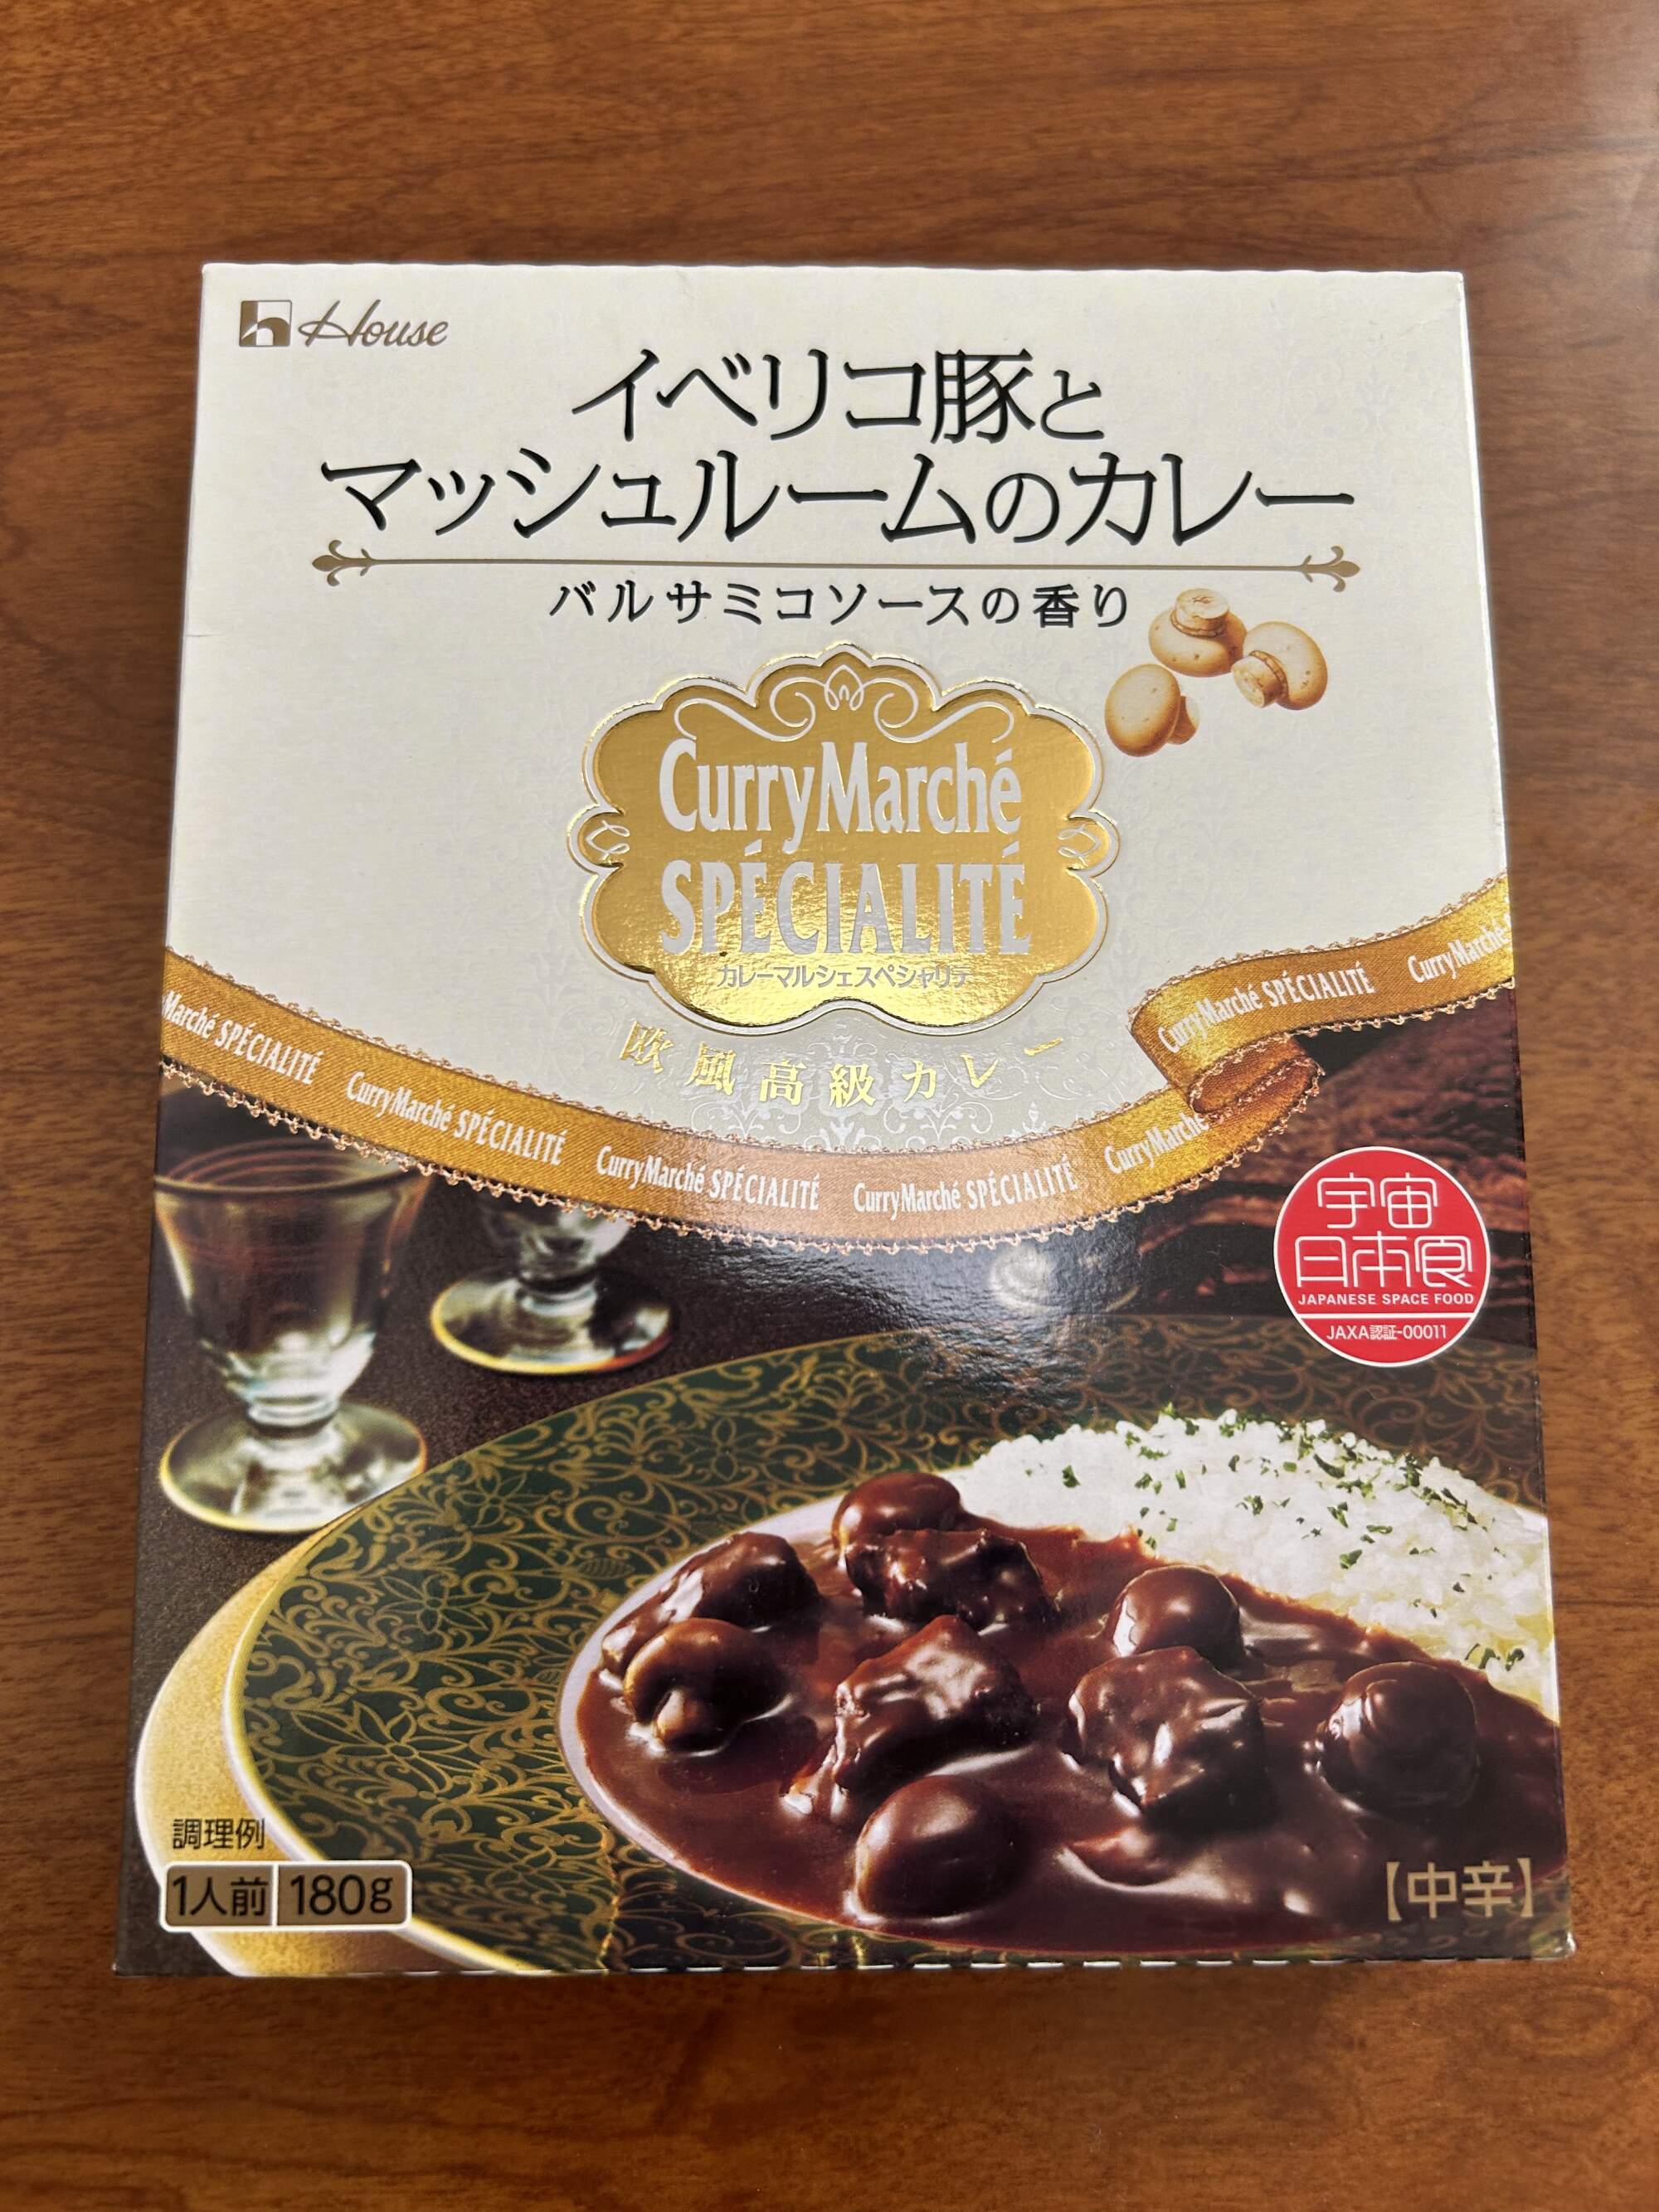 House
イベリコ豚と
マッシュルームのカレー
バルサミコソースの香り
CurryMarché
SPÉCIALITÉ
カレーマルシェスペシャリテ
欧風高級カレー
Marché SPÉCIALITÉ CurryMarché SPÉCIALITÉ CurryMarché SPÉCIALITÉ CurryMarché SPÉCIALITÉ CurryMarché
CurryMarché SPÉCIALITÉ CurryMarché
宇宙
日本食
JAPANESE SPACE FOOD
JAXA認証-00011
調理例
1人前 180g
【中辛】